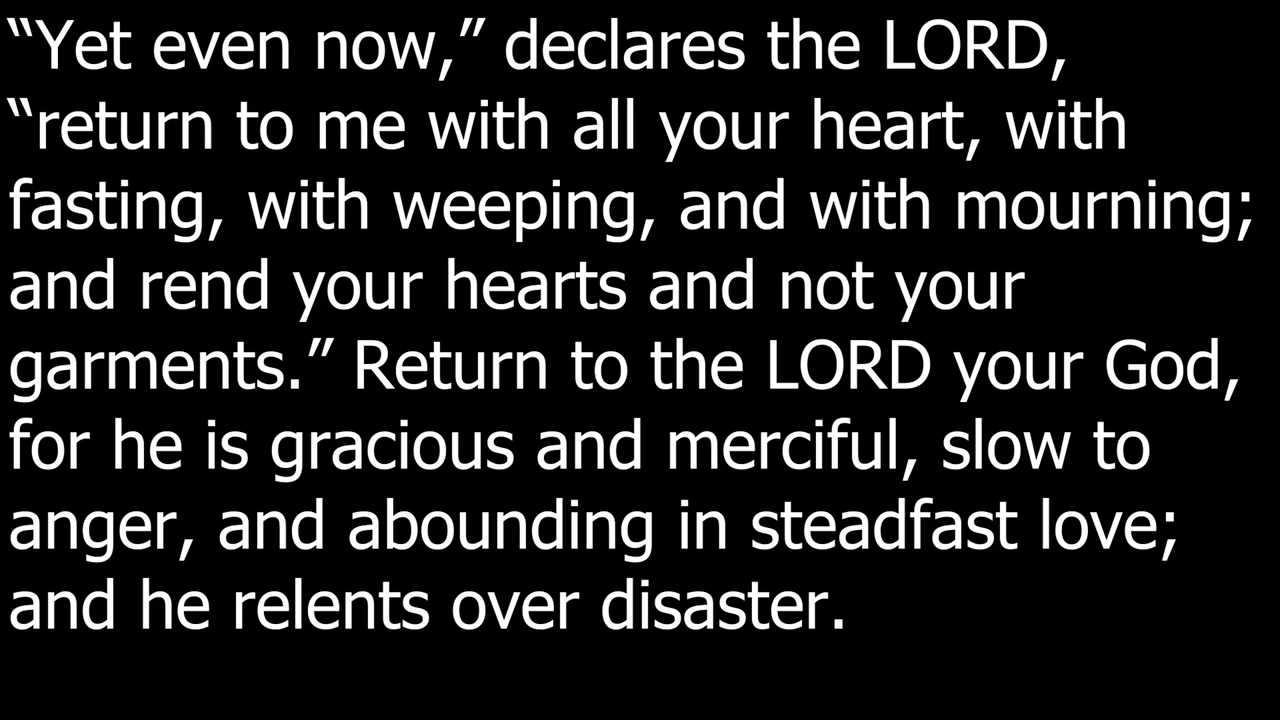 “Yet even now,” declares the LORD,
“return to me with all your heart, with
fasting, with weeping, and with mourning;
and rend your hearts and not your
garments.” Return to the LORD your God,
for he is gracious and merciful, slow to
anger, and abounding in steadfast love;
and he relents over disaster.